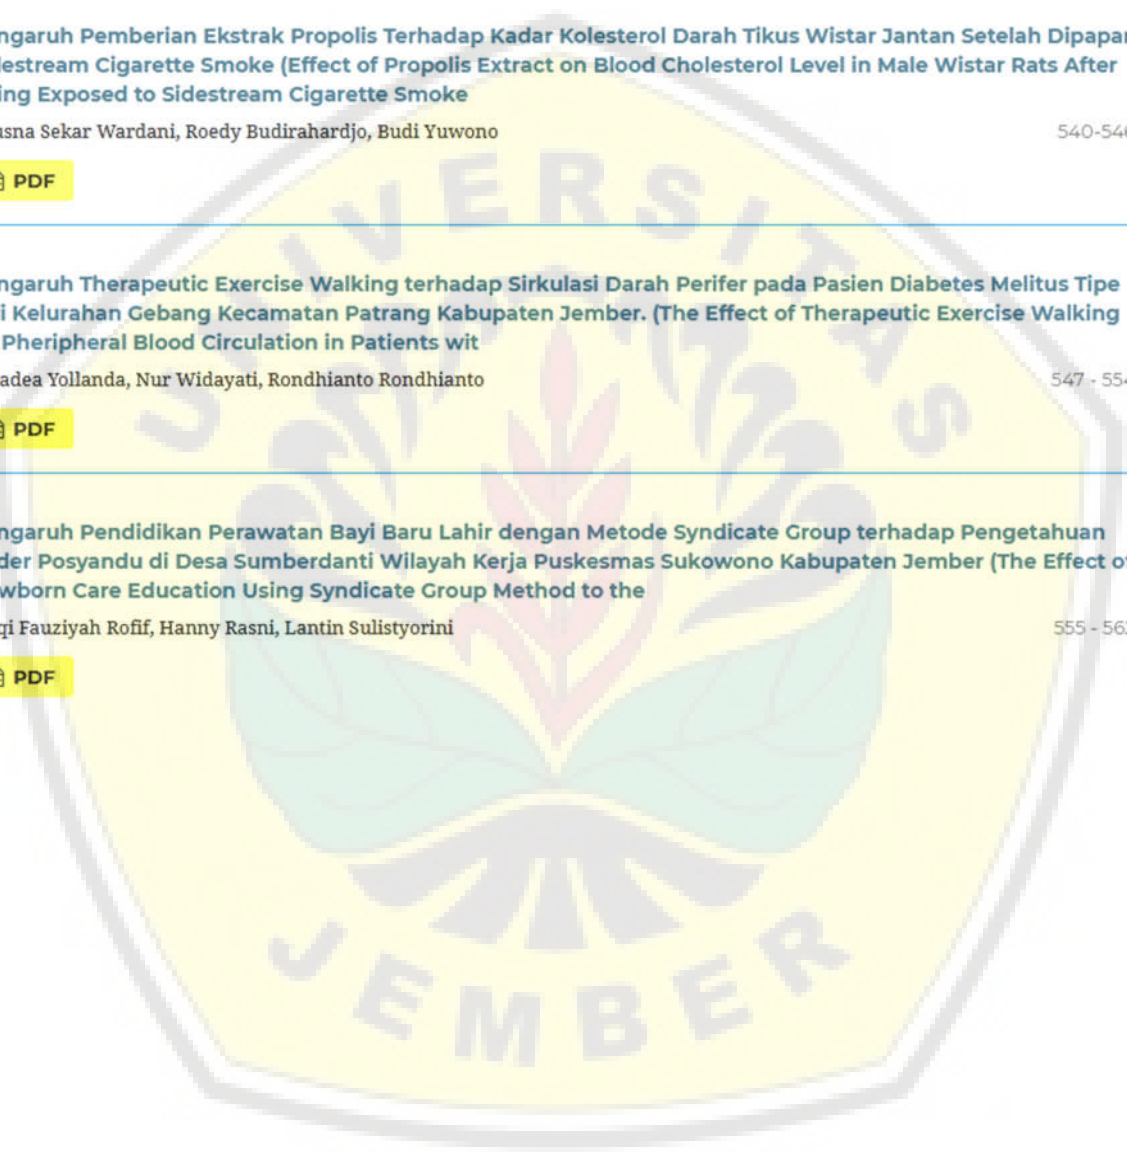 ngaruh Pemberian Ekstrak Propolis Terhadap Kadar Kolesterol Darah Tikus Wistar Jantan Setelah Dipapar
destream Cigarette Smoke (Effect of Propolis Extract on Blood Cholesterol Level in Male Wistar Rats After
ing Exposed to Sidestream Cigarette Smoke
usna Sekar Wardani, Roedy Budirahardjo, Budi Yuwono
540-546
PDF
ngaruh Therapeutic Exercise Walking terhadap Sirkulasi Darah Perifer pada Pasien Diabetes Melitus Tipe
i Kelurahan Gebang Kecamatan Patrang Kabupaten Jember. (The Effect of Therapeutic Exercise Walking
Pheripheral Blood Circulation in Patients wit
adea Yollanda, Nur Widayati, Rondhianto Rondhianto
547 - 554
PDF
ngaruh Pendidikan Perawatan Bayi Baru Lahir dengan Metode Syndicate Group terhadap Pengetahuan
der Posyandu di Desa Sumberdanti Wilayah Kerja Puskesmas Sukowono Kabupaten Jember (The Effect of
wborn Care Education Using Syndicate Group Method to the
qi Fauziyah Rofif, Hanny Rasni, Lantin Sulistyorini
555 - 562
PDF
UNIVERSITAS
JEMBER